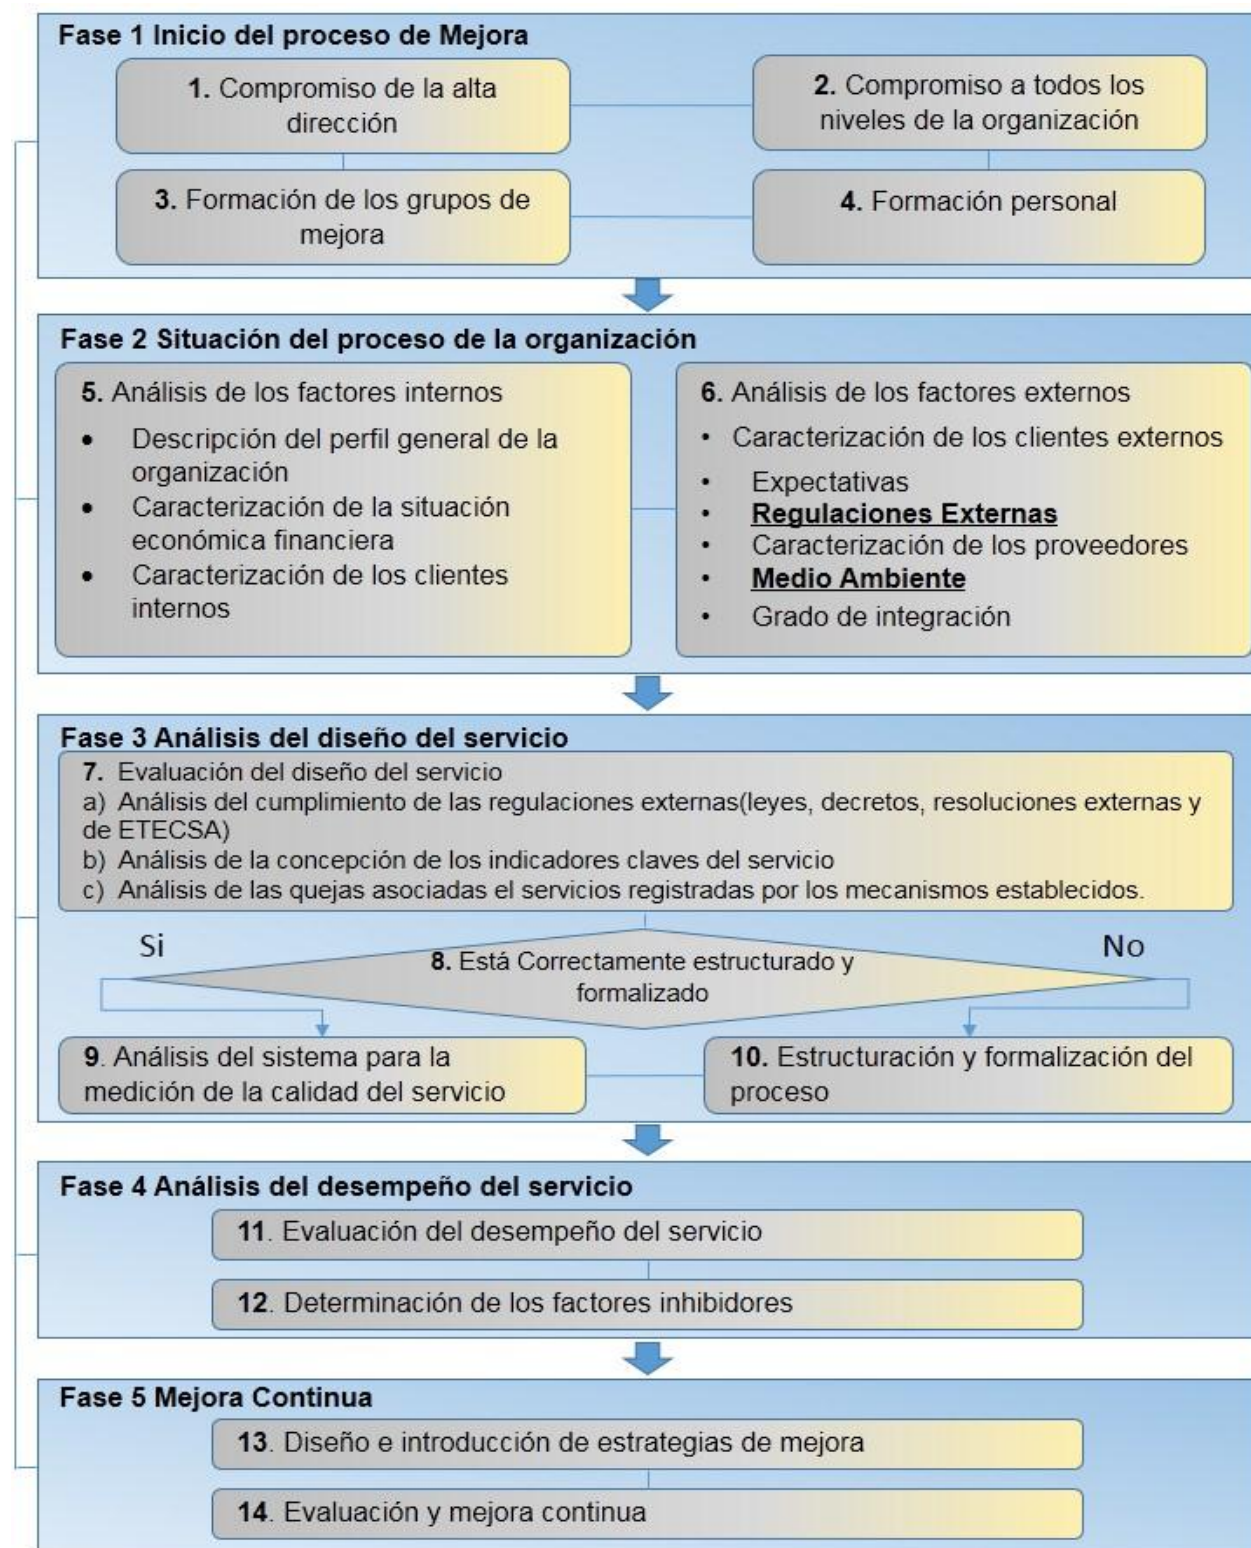 Fase 1 Inicio del proceso de Mejora
1. Compromiso de la alta
dirección
2. Compromiso a todos los
niveles de la organización
3. Formación de los grupos de
mejora
4. Formación personal
Fase 2 Situación del proceso de la organización
5. Análisis de los factores internos
• Descripción del perfil general de la
organización
• Caracterización de la situación
económica financiera
• Caracterización de los clientes
internos
6. Análisis de los factores externos
• Caracterización de los clientes externos
• Expectativas
• Regulaciones Externas
• Caracterización de los proveedores
• Medio Ambiente
• Grado de integración
Fase 3 Análisis del diseño del servicio
7. Evaluación del diseño del servicio
a) Análisis del cumplimiento de las regulaciones externas(leyes, decretos, resoluciones externas y
de ETECSA)
b) Análisis de la concepción de los indicadores claves del servicio
c) Análisis de las quejas asociadas el servicios registradas por los mecanismos establecidos.
Si
No
8. Está Correctamente estructurado y
formalizado
9. Análisis del sistema para la
medición de la calidad del servicio
10. Estructuración y formalización del
proceso
Fase 4 Análisis del desempeño del servicio
11. Evaluación del desempeño del servicio
12. Determinación de los factores inhibidores
Fase 5 Mejora Continua
13. Diseño e introducción de estrategias de mejora
14. Evaluación y mejora continua